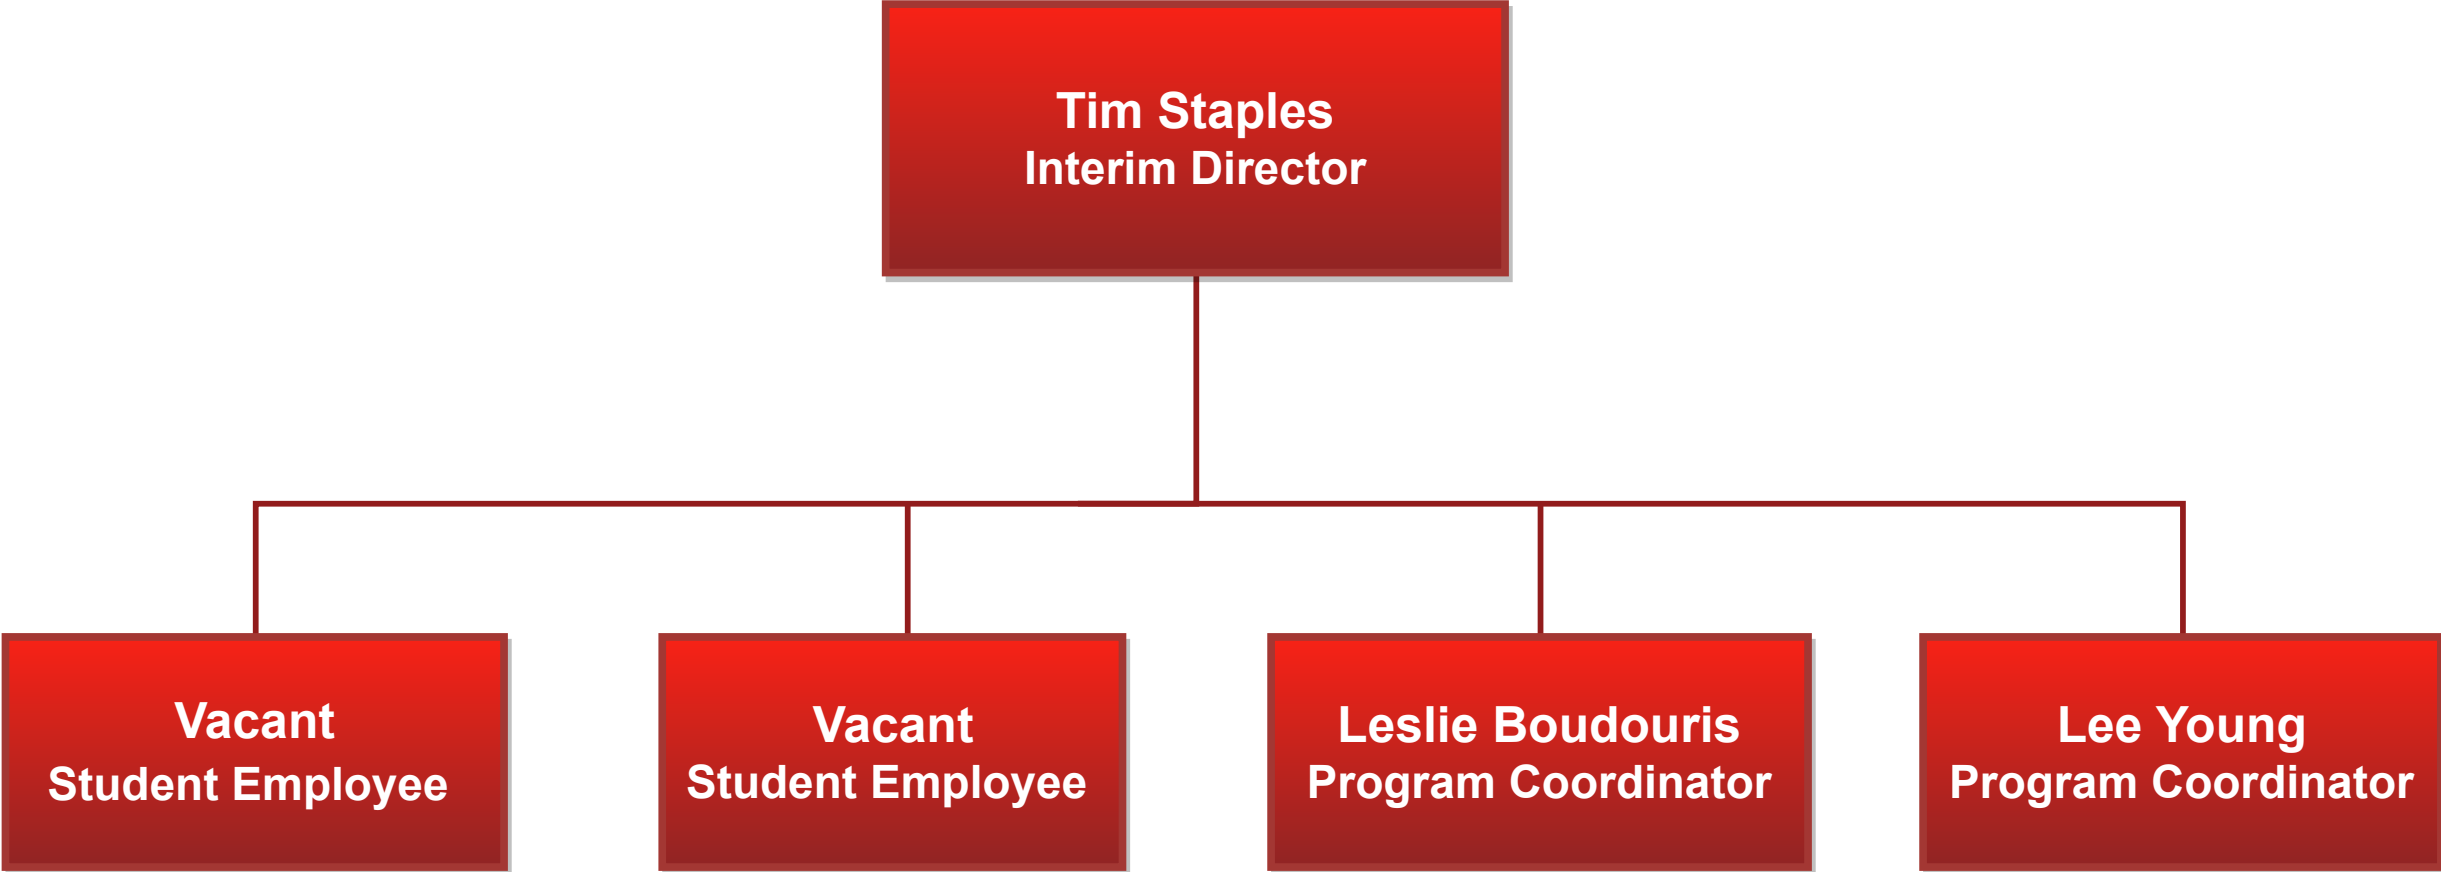 Tim Staples
Interim Director
Vacant
Student Employee
Vacant
Student Employee
Leslie Boudouris
Program Coordinator
Lee Young
Program Coordinator